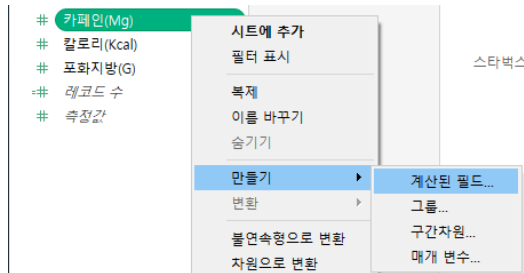 카페인(Mg)
칼로리(Kcal)
포화지방(G)
레코드 수
측정값
시트에 추가
필터 표시
복제
이름 바꾸기
숨기기
만들기
변환
불연속형으로 변환
차원으로 변환
계산된 필드...
그룹...
구간차원...
매개 변수...
스타벅스